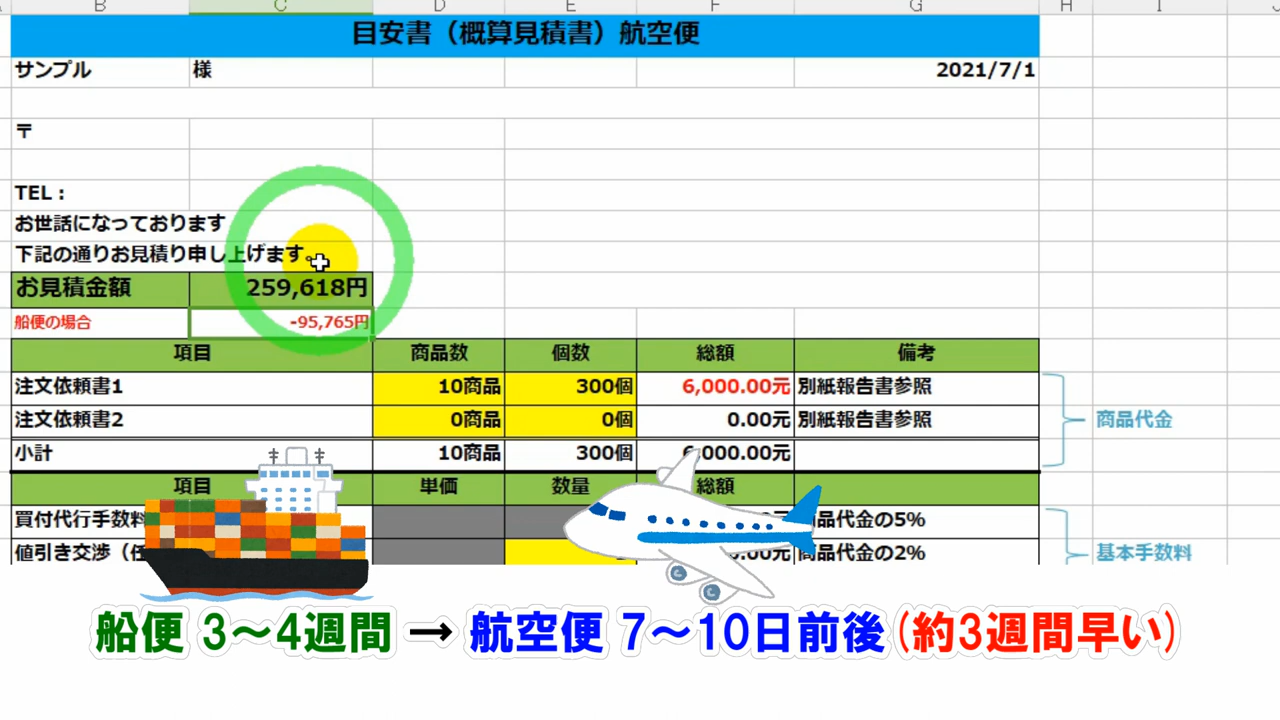 B C D E F G H I
目安書（概算見積書）航空便
サンプル 様 2021/7/1
〒
TEL：
お世話になっております
下記の通りお見積り申し上げます。
お見積金額 259,618円
船便の場合 -95,765円
項目 商品数 個数 総額 備考
注文依頼書1 10商品 300個 6,000.00元 別紙報告書参照
注文依頼書2 0商品 0個 0.00元 別紙報告書参照
商品代金
小計 10商品 300個 6,000.00元
項目 単価 数量 総額
買付代行手数料 商品代金の5%
値引き交渉（任 0.00元 商品代金の2%
基本手数料
船便 3～4週間 → 航空便 7～10日前後(約3週間早い)